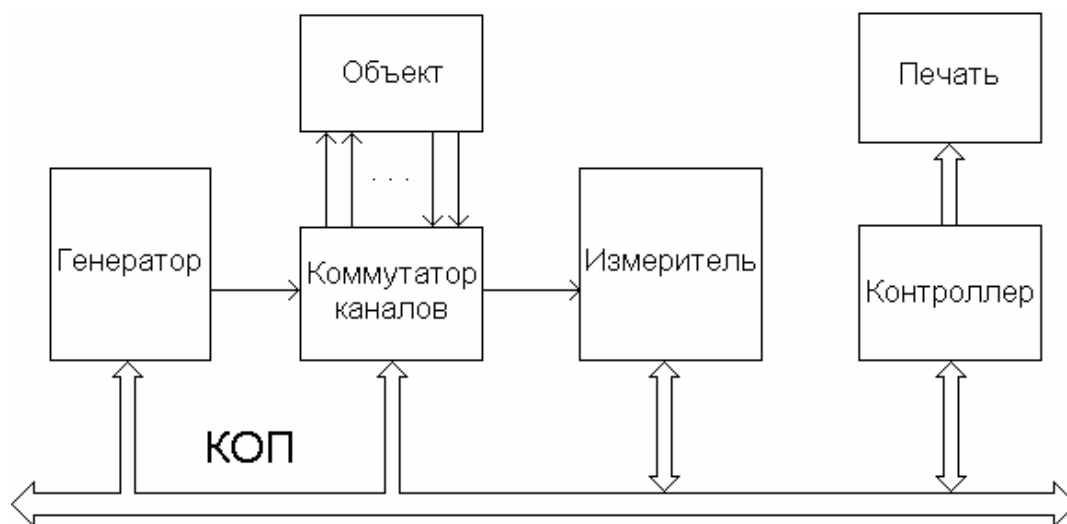 Объект
Печать
Генератор
Коммутатор
каналов
Измеритель
Контроллер
. . .
КОП